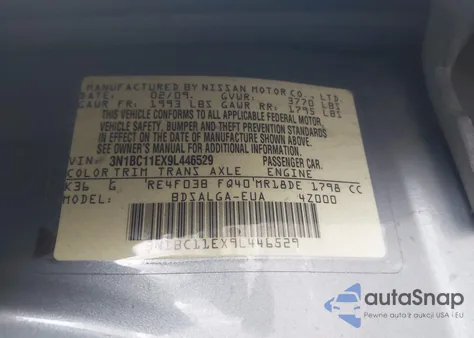 MANUFACTURED BY NISSAN MOTOR CO., LTD.
DATE: 02/09. GVWR: 3770 LBS
GAWR FR: 1993 LBS GAWR RR: 1795 LBS
THIS VEHICLE CONFORMS TO ALL APPLICABLE FEDERAL MOTOR
VEHICLE SAFETY, BUMPER AND THEFT PREVENTION STANDARDS IN
EFFECT ON THE DATE OF MANUFACTURE SHOWN ABOVE.
SEE OWNER'S MANUAL FOR ADDITIONAL INFORMATION.
VIN: 3N1BC11EX9L446529 PASSENGER CAR.
COLOR TRIM TRANS AXLE ENGINE
K36 G RE4F03B FQ40 MR18DE 1798 CC
MODEL: BDSALGA-EUA 4Z000
3N1BC11EX9L446529
autoSnap
Pewne auta z aukcji USA i EU